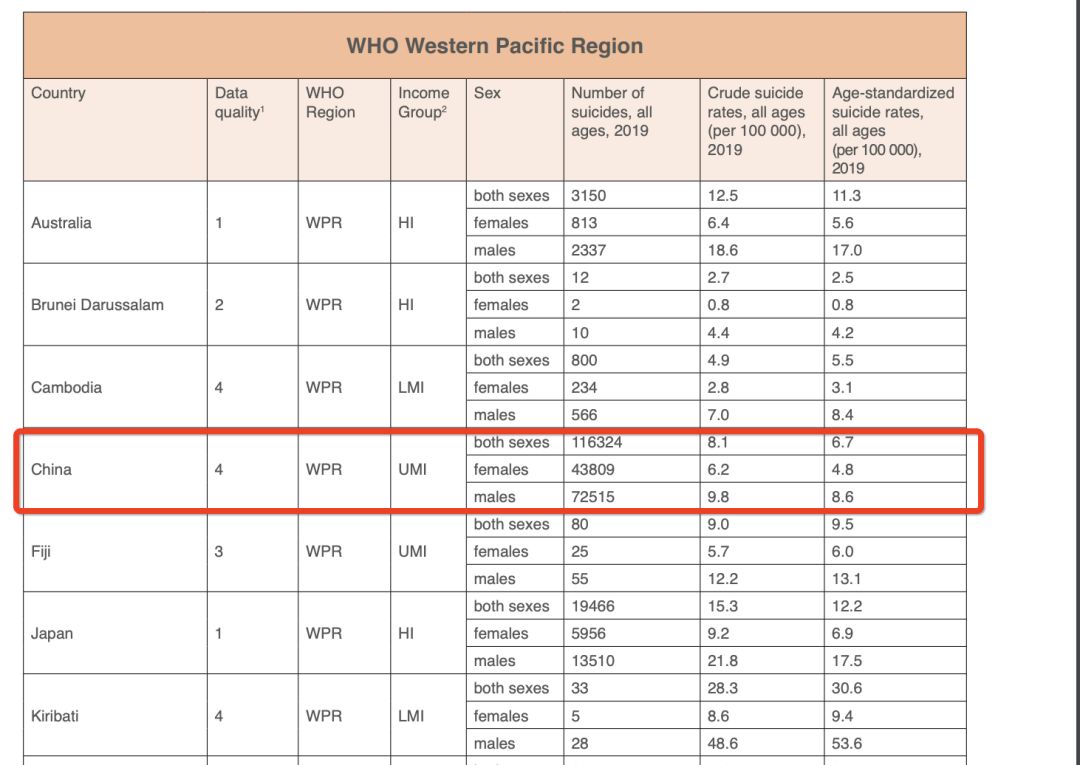 WHO Western Pacific Region
Country Data quality¹ WHO Region Income Group² Sex Number of suicides, all ages, 2019 Crude suicide rates, all ages (per 100 000), 2019 Age-standardized suicide rates, all ages (per 100 000), 2019
Australia 1 WPR HI both sexes 3150 12.5 11.3
females 813 6.4 5.6
males 2337 18.6 17.0
Brunei Darussalam 2 WPR HI both sexes 12 2.7 2.5
females 2 0.8 0.8
males 10 4.4 4.2
Cambodia 4 WPR LMI both sexes 800 4.9 5.5
females 234 2.8 3.1
males 566 7.0 8.4
China 4 WPR UMI both sexes 116324 8.1 6.7
females 43809 6.2 4.8
males 72515 9.8 8.6
Fiji 3 WPR UMI both sexes 80 9.0 9.5
females 25 5.7 6.0
males 55 12.2 13.1
Japan 1 WPR HI both sexes 19466 15.3 12.2
females 5956 9.2 6.9
males 13510 21.8 17.5
Kiribati 4 WPR LMI both sexes 33 28.3 30.6
females 5 8.6 9.4
males 28 48.6 53.6